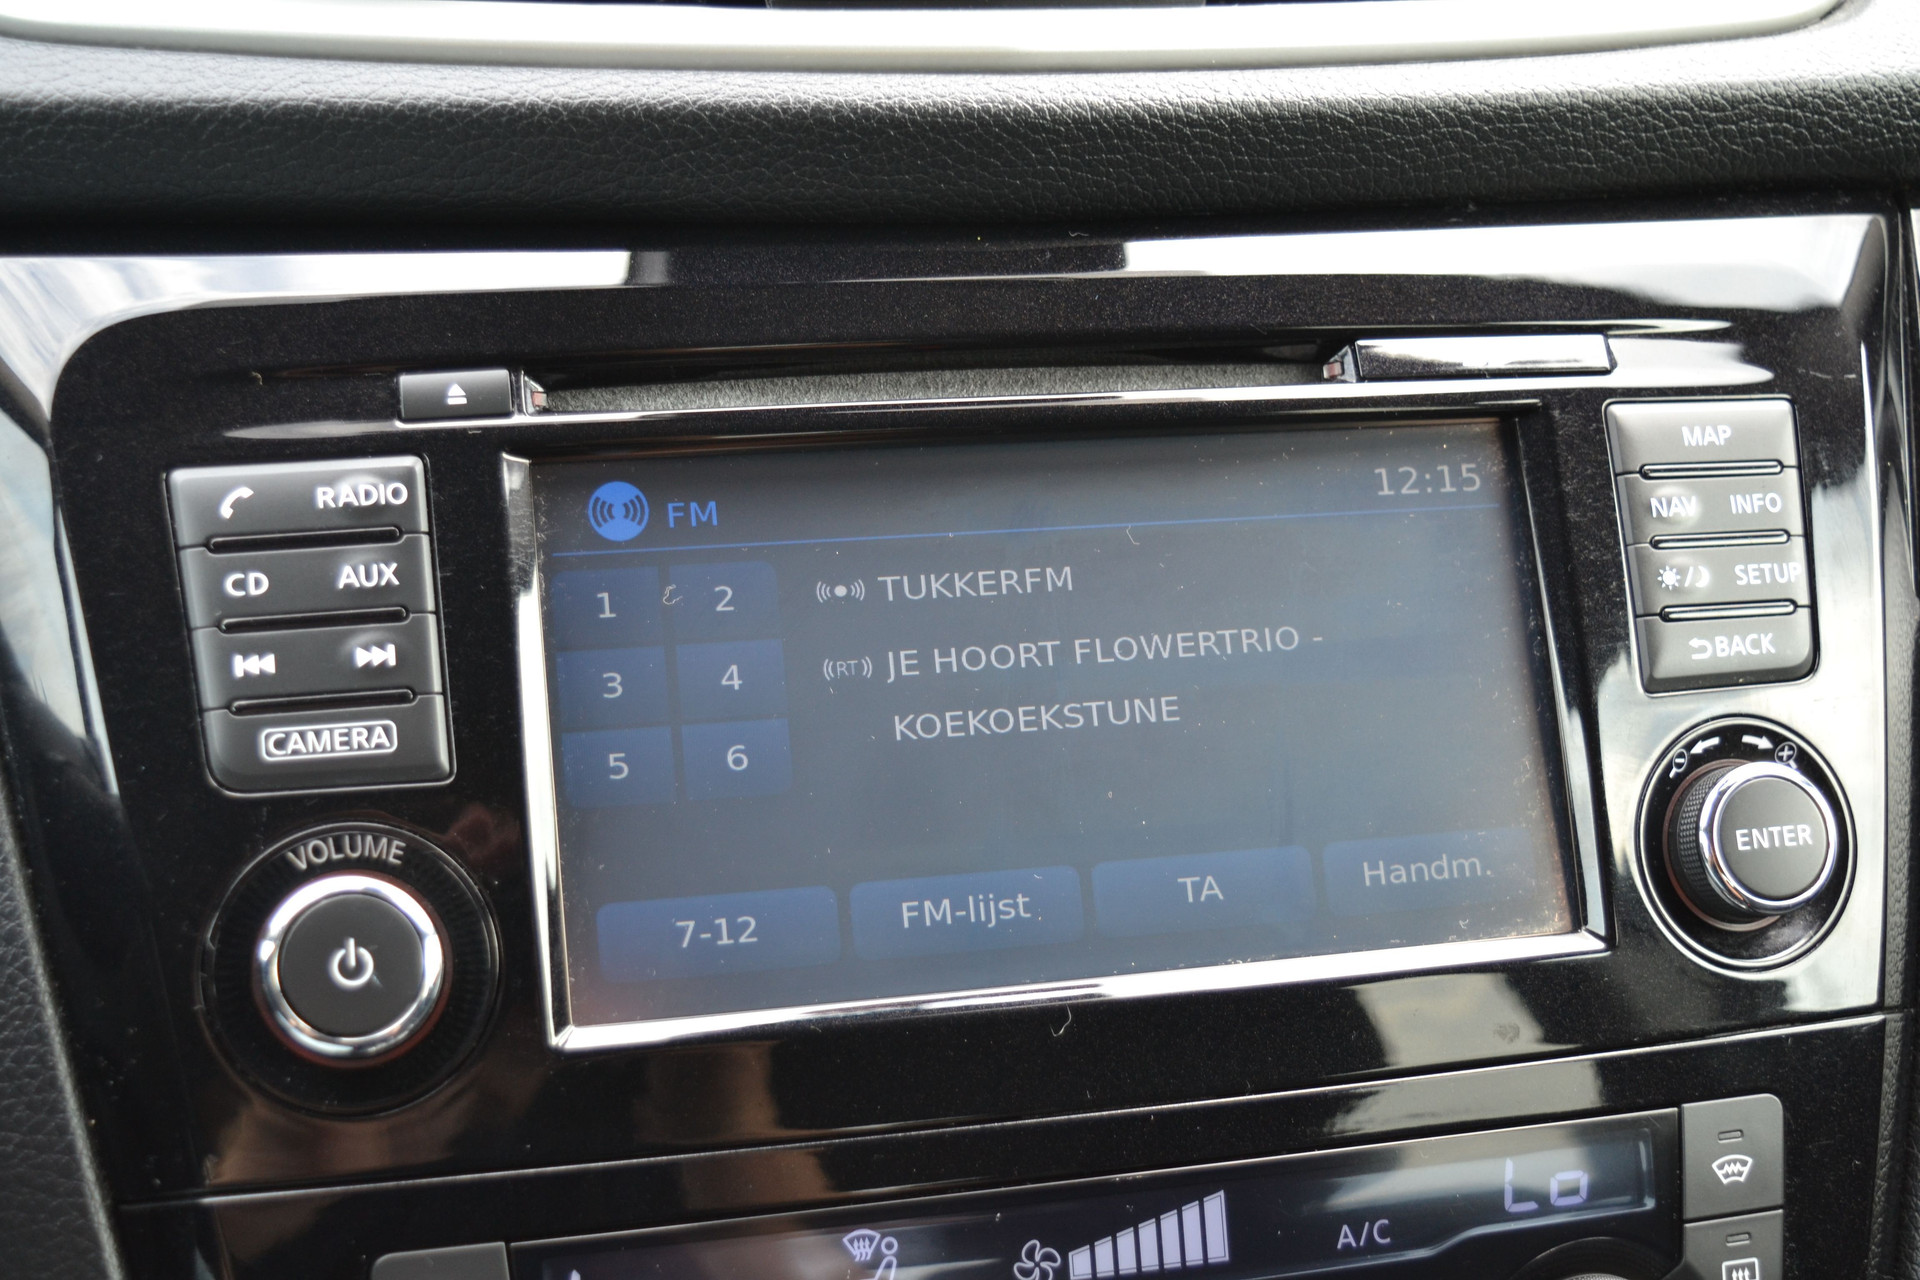 RADIO
CD AUX
CAMERA
VOLUME
FM 12:15
1 2
3 4
5 6
TUKKERFM
RT JE HOORT FLOWERTRIO -
KOEKOEKSTUNE
7-12 FM-lijst TA Handm.
MAP
NAV INFO
SETUP
BACK
ENTER
A/C Lo